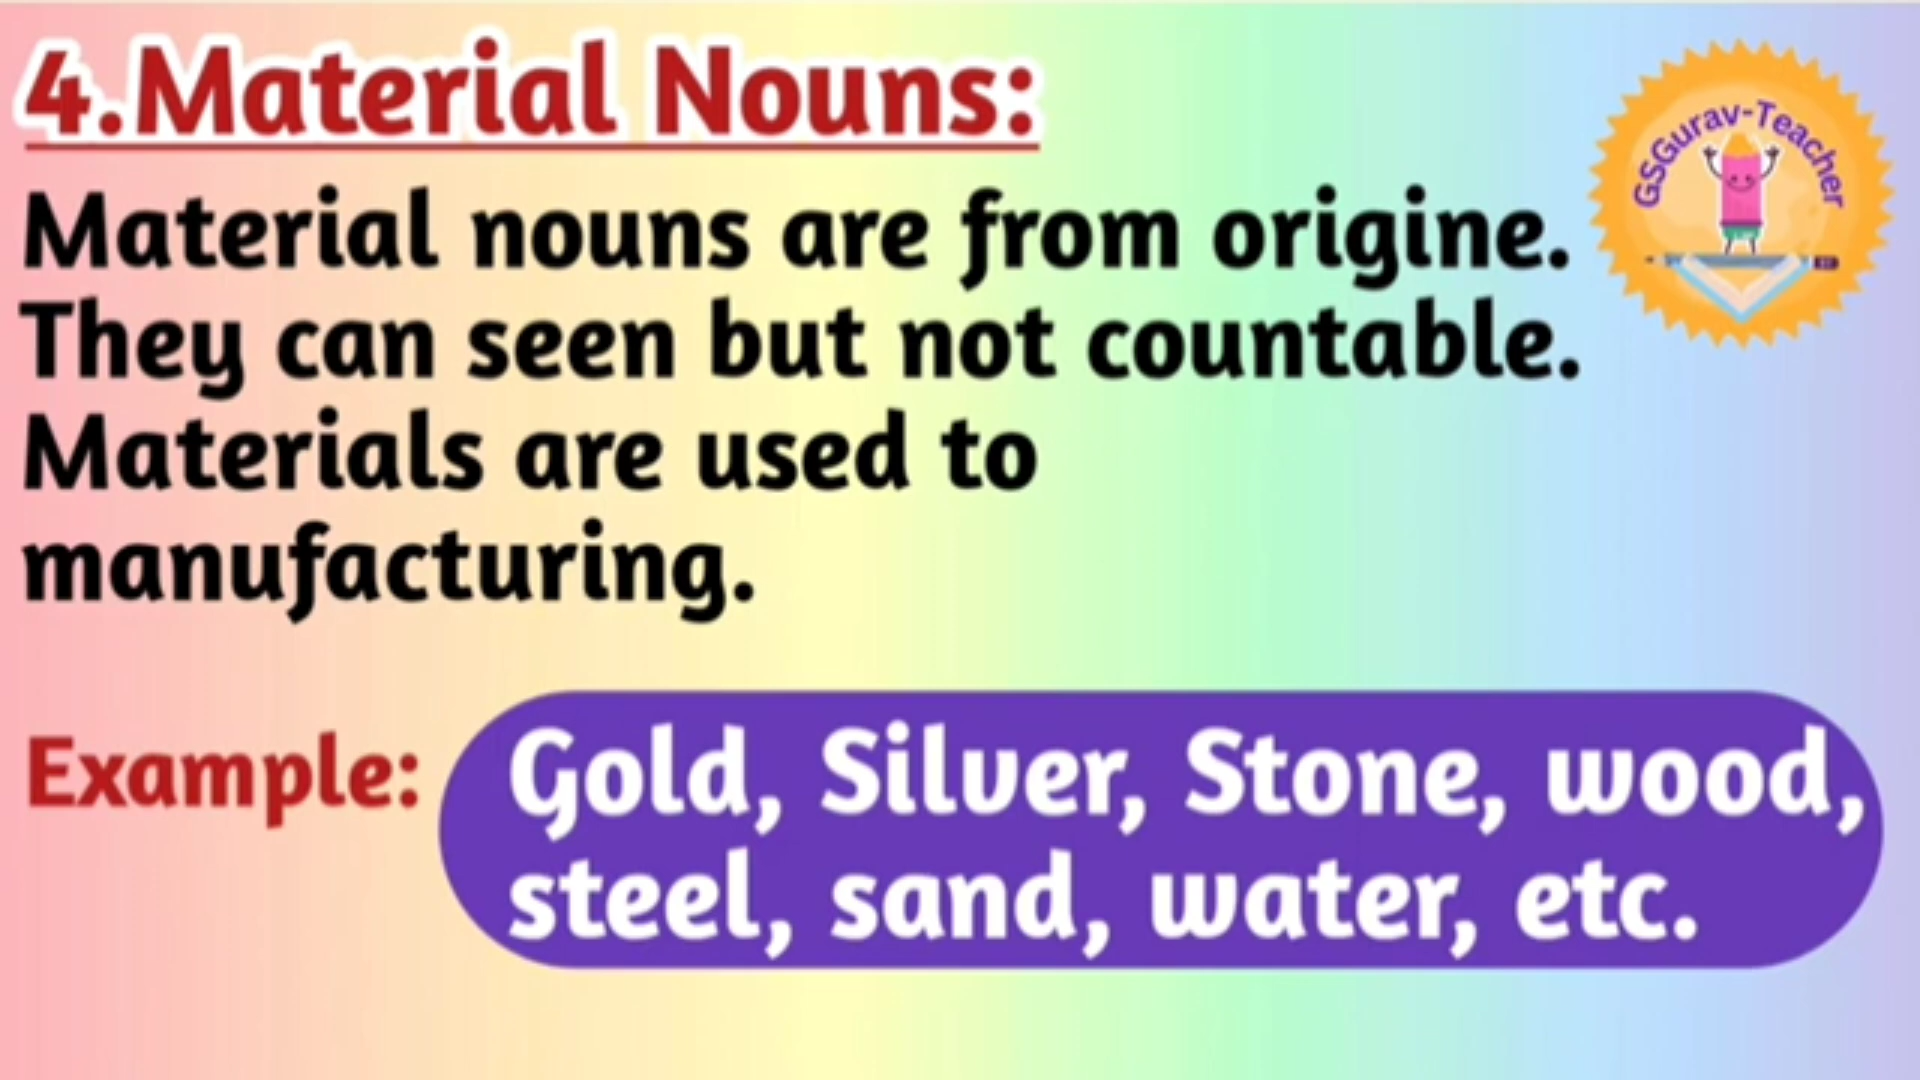 4.Material Nouns:
GSGurav-Teacher
Material nouns are from origine.
They can seen but not countable.
Materials are used to
manufacturing.
Example:
Gold, Silver, Stone, wood,
steel, sand, water, etc.